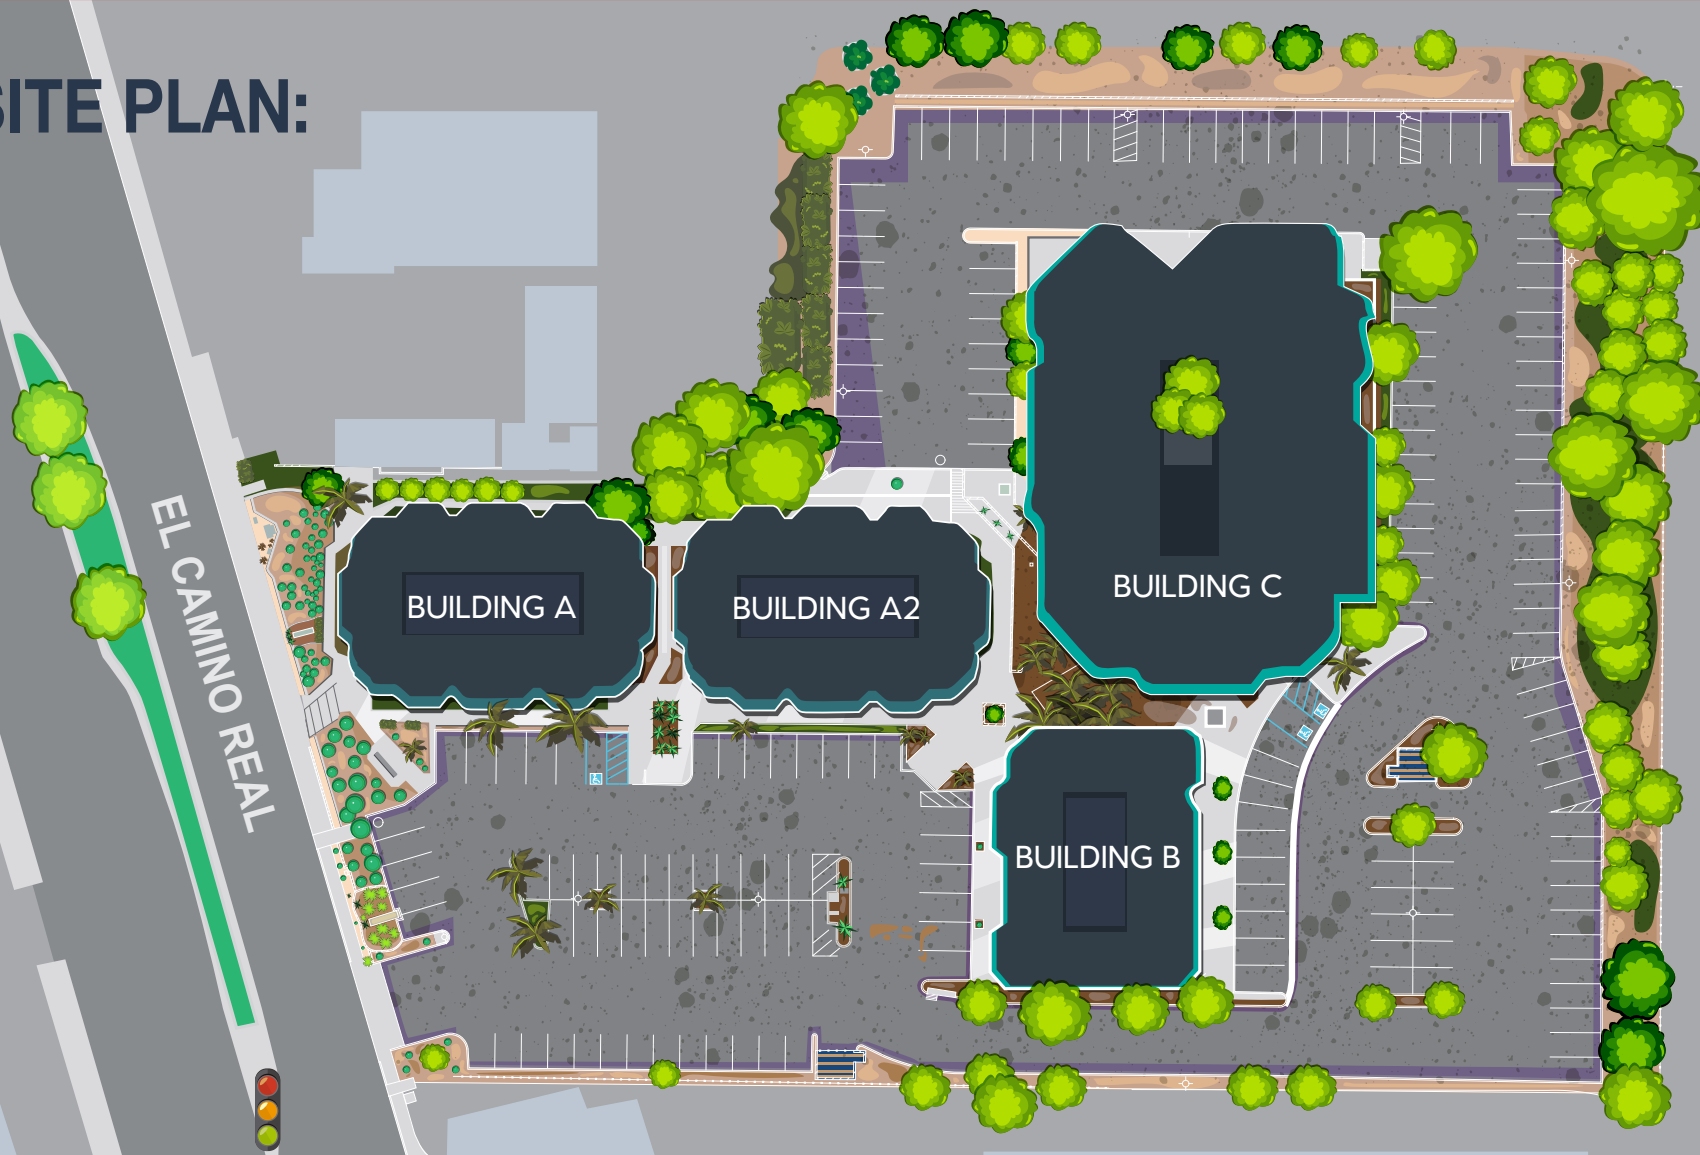 SITE PLAN:
EL CAMINO REAL
BUILDING A
BUILDING A2
BUILDING C
BUILDING B